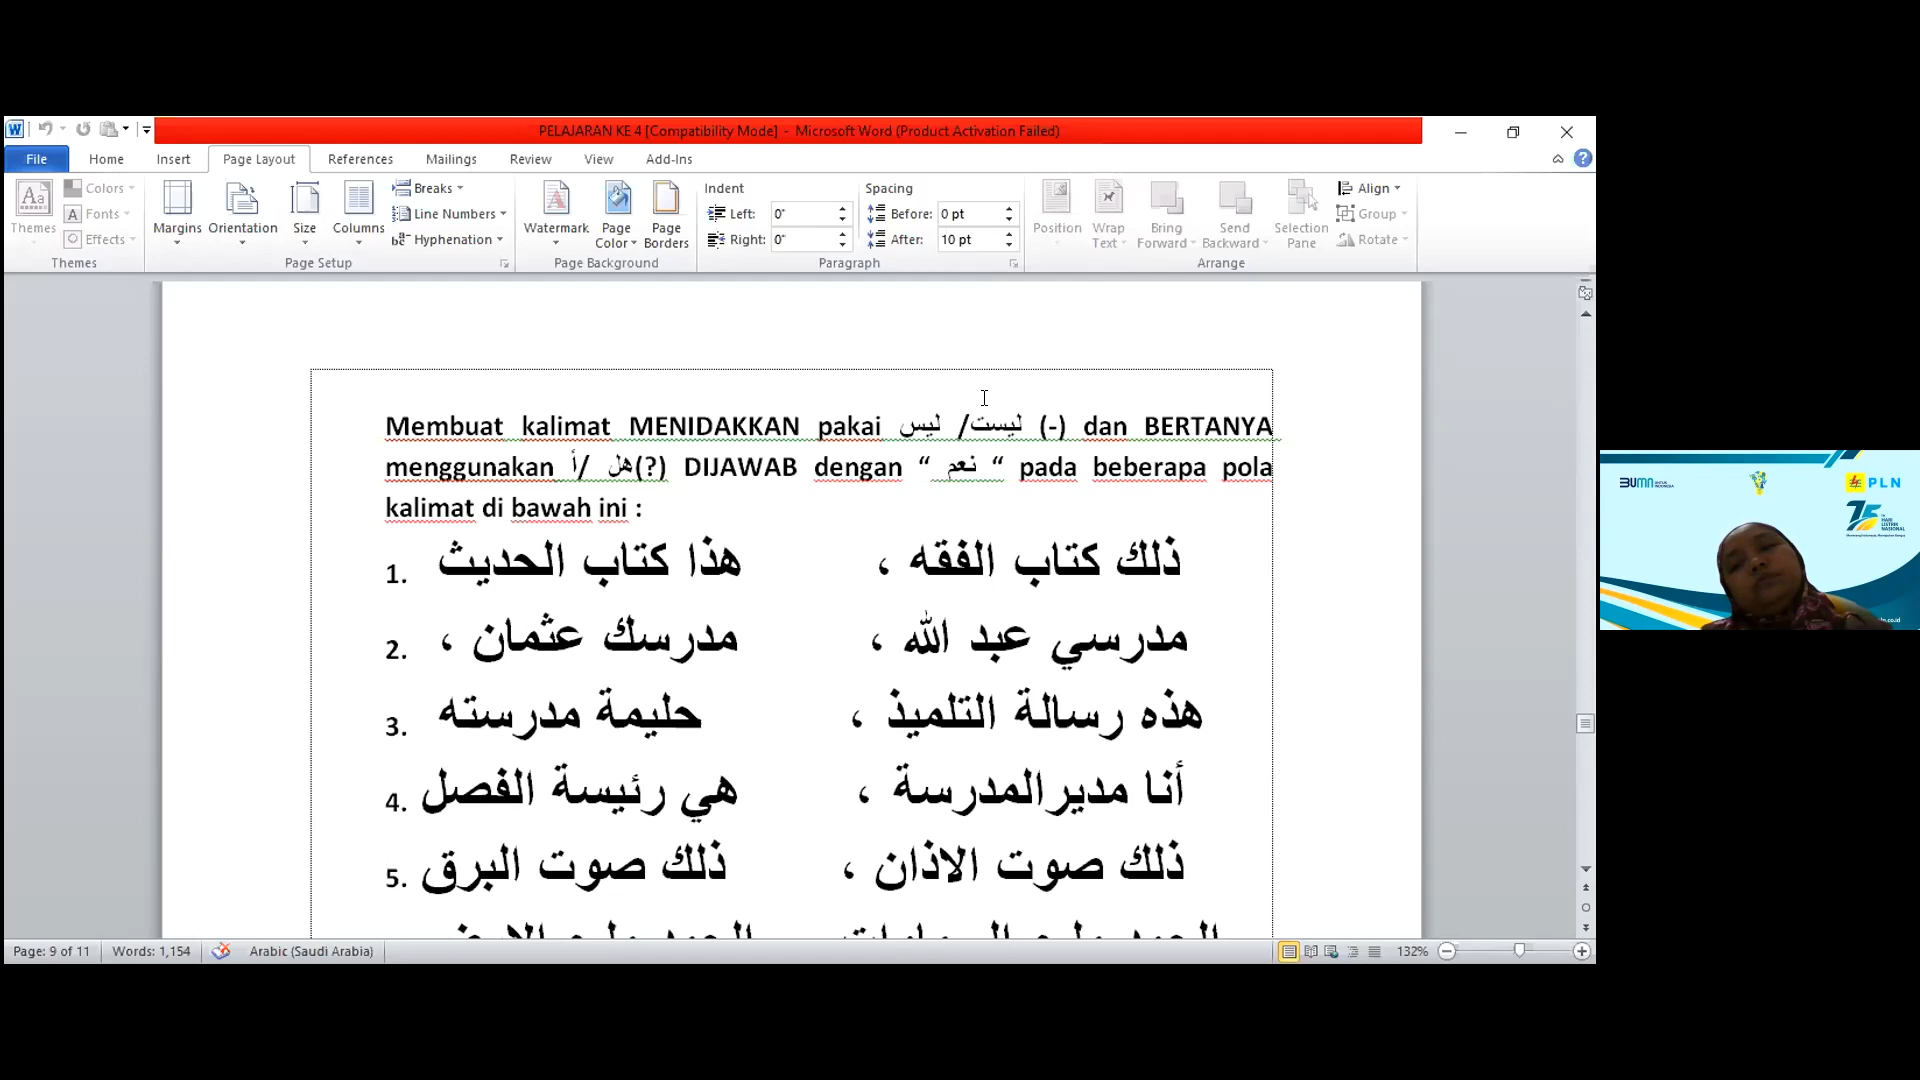 PELAJARAN KE 4 [Compatibility Mode] - Microsoft Word (Product Activation Failed)
File Home Insert Page Layout References Mailings Review View Add-Ins
Themes Colors Fonts Effects Themes
Margins Orientation Size Columns Breaks Line Numbers Hyphenation Page Setup
Watermark Page Color Page Borders Page Background
Indent Left: 0" Right: 0" Spacing Before: 0 pt After: 10 pt Paragraph
Position Wrap Text Bring Forward Send Backward Selection Pane Align Group Rotate Arrange
Membuat kalimat MENIDAKKAN pakai ليست/ ليس (-) dan BERTANYA
menggunakan هل /أ(?) DIJAWAB dengan “ نعم “ pada beberapa pola
kalimat di bawah ini :
1. هذا كتاب الحديث ذلك كتاب الفقه ،
2. مدرسك عثمان ، مدرسي عبد الله ،
3. حليمة مدرسته هذه رسالة التلميذ ،
4. هي رئيسة الفصل أنا مديرالمدرسة ،
5. ذلك صوت البرق ذلك صوت الاذان ،
Page: 9 of 11 Words: 1,154 Arabic (Saudi Arabia) 132%
BUMN
PLN
75 HARI LISTRIK NASIONAL